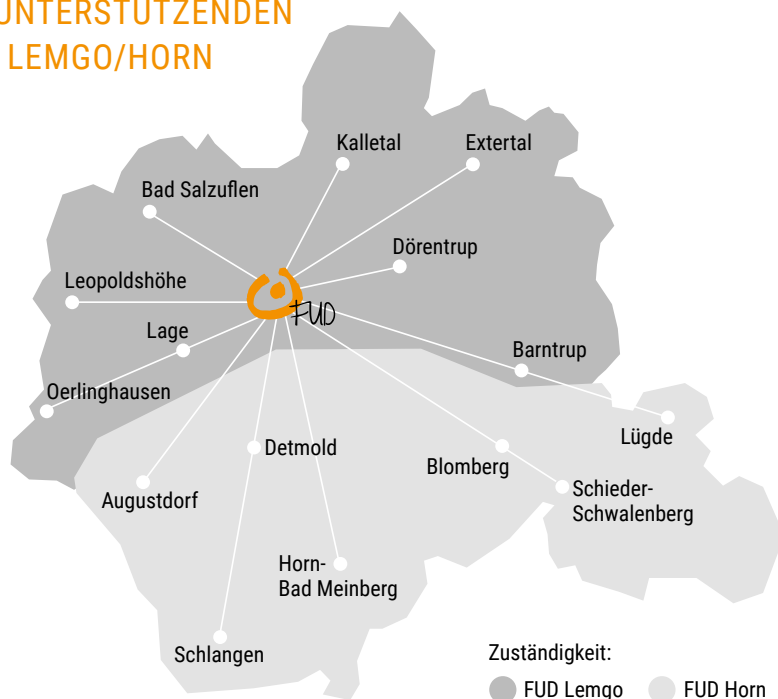 UNTERSTÜTZENDEN
LEMGO/HORN
Kalletal
Extertal
Bad Salzuflen
Dörentrup
Leopoldshöhe
FUD
Lage
Barntrup
Oerlinghausen
Lügde
Detmold
Blomberg
Augustdorf
Schieder-
Schwalenberg
Horn-
Bad Meinberg
Schlangen
Zuständigkeit:
FUD Lemgo
FUD Horn